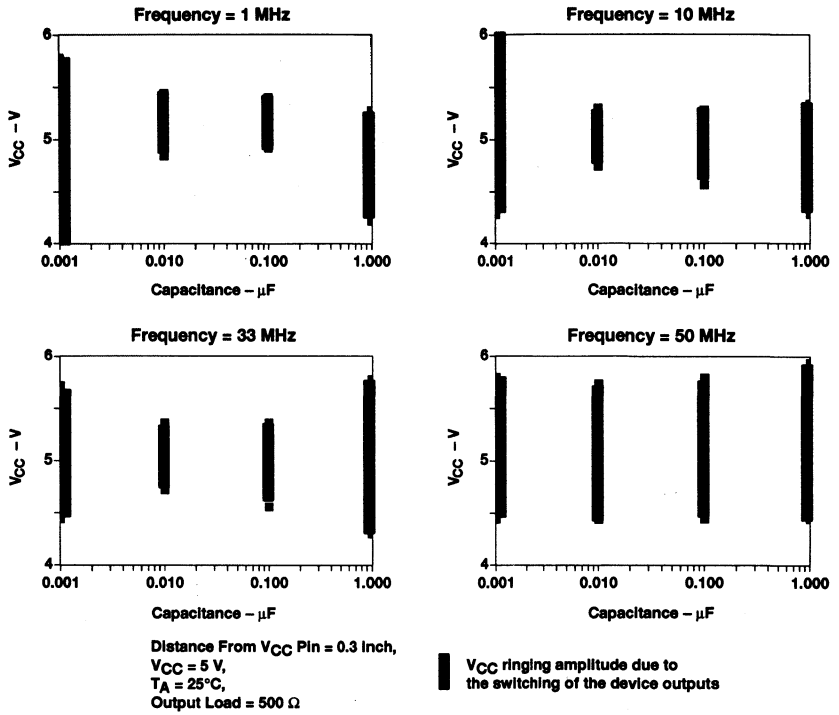 Frequency = 1 MHz
6
5
4
VCC – V
0.001
0.010
0.100
1.000
Capacitance – μF
Frequency = 10 MHz
6
5
4
VCC – V
0.001
0.010
0.100
1.000
Capacitance – μF
Frequency = 33 MHz
6
5
4
VCC – V
0.001
0.010
0.100
1.000
Capacitance – μF
Frequency = 50 MHz
6
5
4
VCC – V
0.001
0.010
0.100
1.000
Capacitance – μF
Distance From VCC Pin = 0.3 Inch,
VCC = 5 V,
TA = 25°C,
Output Load = 500 Ω
VCC ringing amplitude due to
the switching of the device outputs